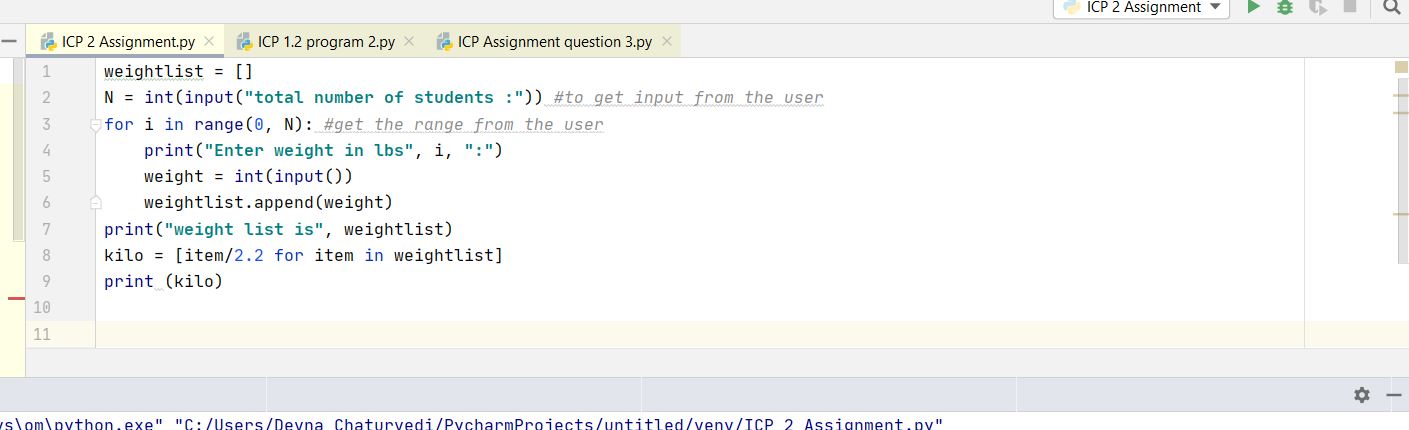 ICP 2 Assignment
ICP 2 Assignment.py ICP 1.2 program 2.py ICP Assignment question 3.py
1 weightlist = []
2 N = int(input("total number of students :")) #to get input from the user
3 for i in range(0, N): #get the range from the user
4     print("Enter weight in lbs", i, ":")
5     weight = int(input())
6     weightlist.append(weight)
7 print("weight list is", weightlist)
8 kilo = [item/2.2 for item in weightlist]
9 print (kilo)
10
11
vs\om\python.exe" "C:/Users/Devna Chaturvedi/PycharmProjects/untitled/venv/ICP 2 Assignment.py"